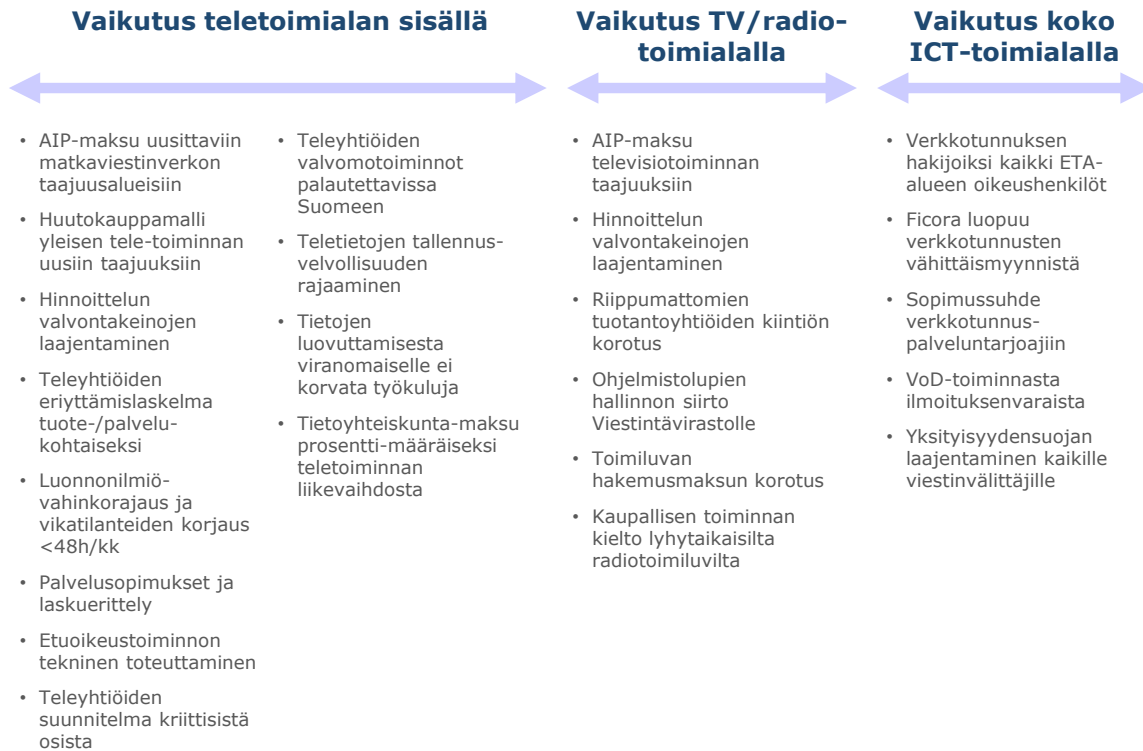 Vaikutus teletoimialan sisällä
• AIP-maksu uusittaviin
matkaviestinverkon
taajuusalueisiin
• Huutokauppamalli
yleisen tele-toiminnan
uusiin taajuuksiin
• Hinnoittelun
valvontakeinojen
laajentaminen
• Teleyhtiöiden
eriyttämislaskelma
tuote-/palvelu-
kohtaiseksi
• Luonnonilmiö-
vahinkorajaus ja
vikatilanteiden korjaus
<48h/kk
• Palvelusopimukset ja
laskuerittely
• Etuoikeustoiminnon
tekninen toteuttaminen
• Teleyhtiöiden
suunnitelma kriittisistä
osista
• Teleyhtiöiden
valvomotoiminnot
palautettavissa
Suomeen
• Teletietojen tallennus-
velvollisuuden
rajaaminen
• Tietojen
luovuttamisesta
viranomaiselle ei
korvata työkuluja
• Tietoyhteiskunta-maksu
prosentti-määräiseksi
teletoiminnan
liikevaihdosta
Vaikutus TV/radio-
toimialalla
• AIP-maksu
televisiotoiminnan
taajuuksiin
• Hinnoittelun
valvontakeinojen
laajentaminen
• Riippumattomien
tuotantoyhtiöiden kiintiön
korotus
• Ohjelmistolupien
hallinnon siirto
Viestintävirastolle
• Toimiluvan
hakemusmaksun korotus
• Kaupallisen toiminnan
kielto lyhytaikaisilta
radiotoimiluvilta
Vaikutus koko
ICT-toimialalla
• Verkkotunnuksen
hakijoiksi kaikki ETA-
alueen oikeushenkilöt
• Ficora luopuu
verkkotunnusten
vähittäismyynnistä
• Sopimussuhde
verkkotunnus-
palveluntarjoajiin
• VoD-toiminnasta
ilmoituksenvaraista
• Yksityisyydensuojan
laajentaminen kaikille
viestinvälittäjille